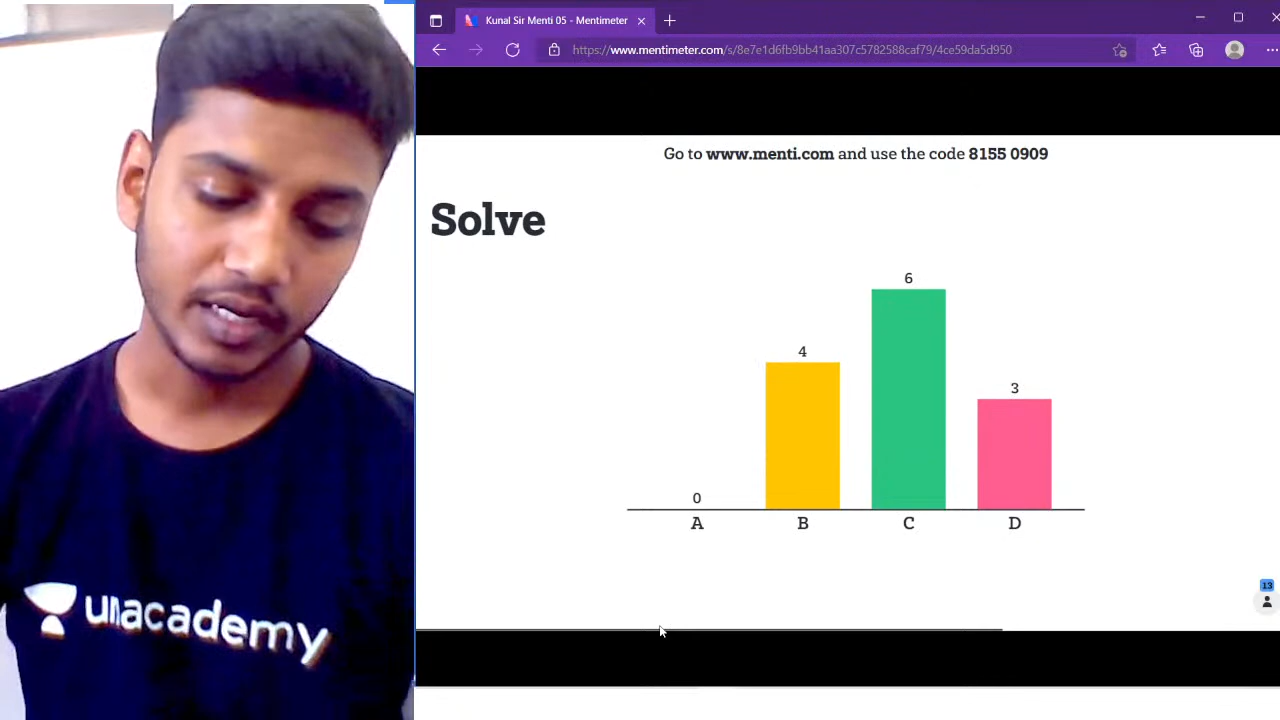 Kunal Sir Menti 05 - Mentimeter
https://www.mentimeter.com/s/8e7e1d6fb9bb41aa307c5782588caf79/4ce59da5d950
Go to www.menti.com and use the code 8155 0909
Solve
0 4 6 3
A B C D
13
unacademy